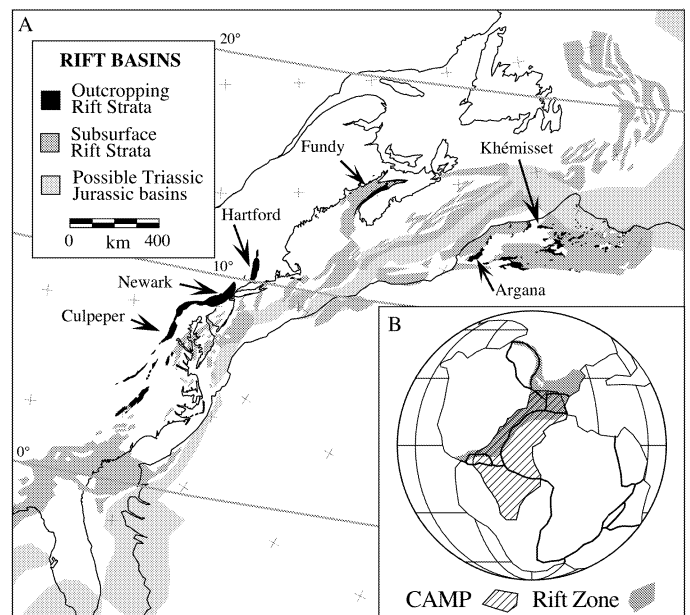 A
20°
RIFT BASINS
Outcropping
Rift Strata
Subsurface
Rift Strata
Possible Triassic
Jurassic basins
0 km 400
Fundy
Khémisset
Hartford
10°
Newark
Argana
Culpeper
B
0°
CAMP
Rift Zone